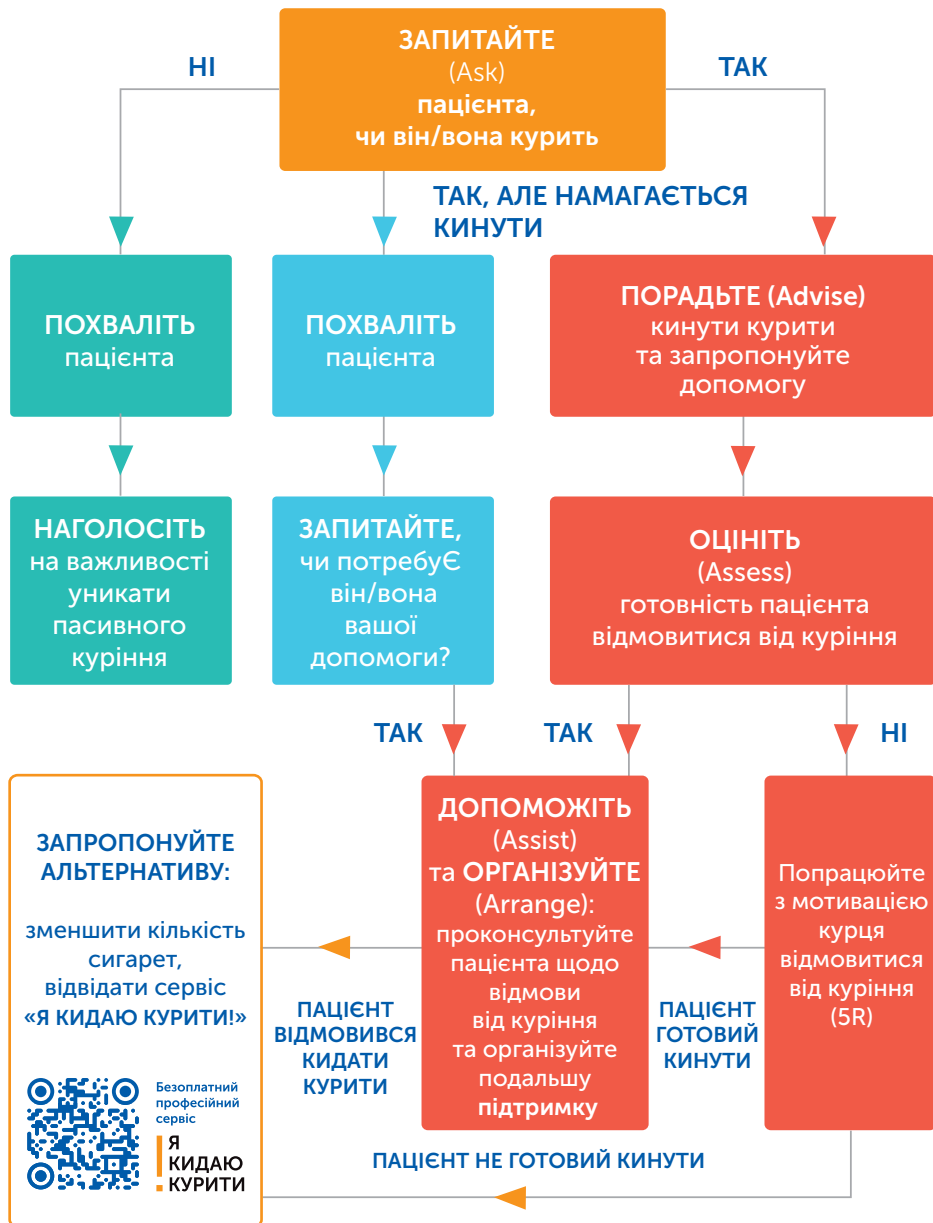 ЗАПИТАЙТЕ
(Ask)
пацієнта,
чи він/вона курить
НІ
ТАК
ТАК, АЛЕ НАМАГАЄТЬСЯ
КИНУТИ
ПОХВАЛІТЬ
пацієнта
ПОХВАЛІТЬ
пацієнта
ПОРАДЬТЕ (Advise)
кинути курити
та запропонуйте
допомогу
НАГОЛОСІТЬ
на важливості
уникати
пасивного
куріння
ЗАПИТАЙТЕ,
чи потребуЄ
він/вона
вашої
допомоги?
ОЦІНІТЬ
(Assess)
готовність пацієнта
відмовитися від куріння
ТАК
ТАК
НІ
ЗАПРОПОНУЙТЕ
АЛЬТЕРНАТИВУ:
зменшити кількість
сигарет,
відвідати сервіс
«Я КИДАЮ КУРИТИ!»
Безоплатний
професійний
сервіс
Я
КИДАЮ
КУРИТИ
ПАЦІЄНТ
ВІДМОВИВСЯ
КИДАТИ
КУРИТИ
ДОПОМОЖІТЬ
(Assist)
та ОРГАНІЗУЙТЕ
(Arrange):
проконсультуйте
пацієнта щодо
відмови
від куріння
та організуйте
подальшу
підтримку
ПАЦІЄНТ
ГОТОВИЙ
КИНУТИ
Попрацюйте
з мотивацією
курця
відмовитися
від куріння
(5R)
ПАЦІЄНТ НЕ ГОТОВИЙ КИНУТИ